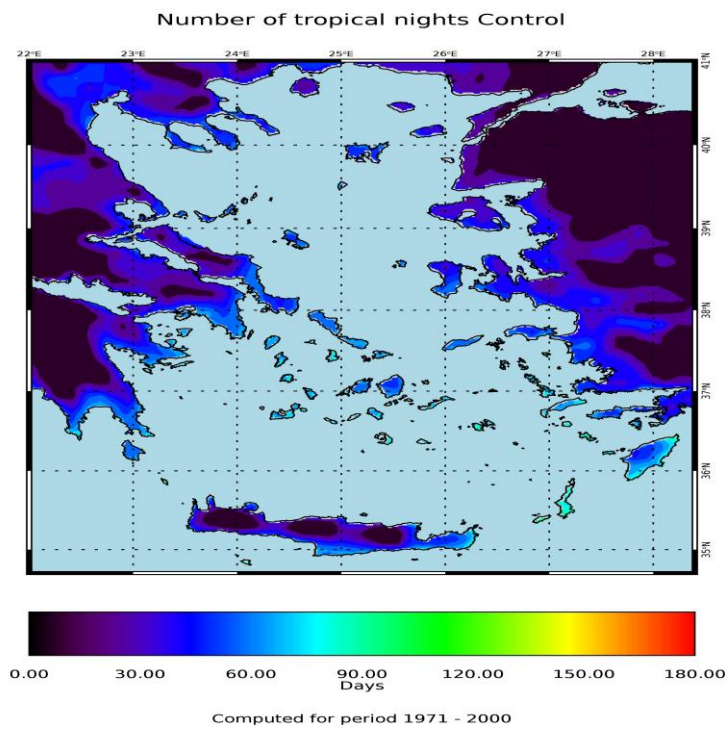 Number of tropical nights Control
22°E 23°E 24°E 25°E 26°E 27°E 28°E
41°N
40°N
39°N
38°N
37°N
36°N
35°N
0.00 30.00 60.00 90.00 120.00 150.00 180.00
Days
Computed for period 1971 - 2000